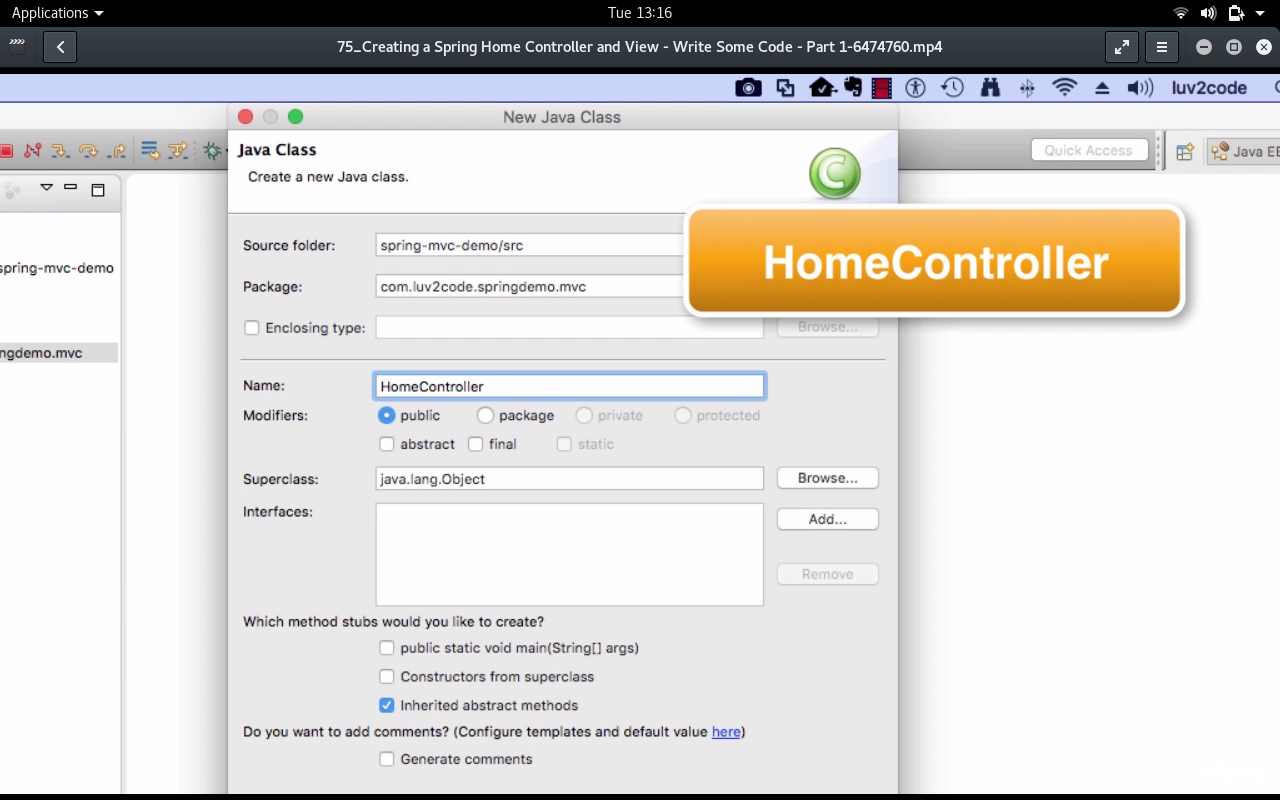 Applications
Tue 13:16
75_Creating a Spring Home Controller and View - Write Some Code - Part 1-6474760.mp4
luv2code
New Java Class
Java Class
Create a new Java class.
Quick Access
Java EE
spring-mvc-demo
ngdemo.mvc
Source folder:
spring-mvc-demo/src
HomeController
Package:
com.luv2code.springdemo.mvc
Enclosing type:
Browse...
Name:
HomeController
Modifiers:
public
package
private
protected
abstract
final
static
Superclass:
java.lang.Object
Browse...
Interfaces:
Add...
Remove
Which method stubs would you like to create?
public static void main(String[] args)
Constructors from superclass
Inherited abstract methods
Do you want to add comments? (Configure templates and default value here)
Generate comments